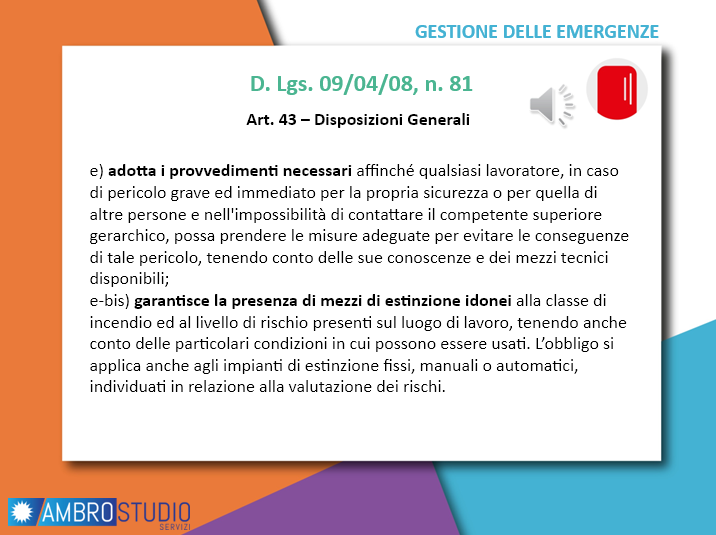 GESTIONE DELLE EMERGENZE
D. Lgs. 09/04/08, n. 81
Art. 43 – Disposizioni Generali
e) adotta i provvedimenti necessari affinché qualsiasi lavoratore, in caso
di pericolo grave ed immediato per la propria sicurezza o per quella di
altre persone e nell'impossibilità di contattare il competente superiore
gerarchico, possa prendere le misure adeguate per evitare le conseguenze
di tale pericolo, tenendo conto delle sue conoscenze e dei mezzi tecnici
disponibili;
e-bis) garantisce la presenza di mezzi di estinzione idonei alla classe di
incendio ed al livello di rischio presenti sul luogo di lavoro, tenendo anche
conto delle particolari condizioni in cui possono essere usati. L’obbligo si
applica anche agli impianti di estinzione fissi, manuali o automatici,
individuati in relazione alla valutazione dei rischi.
AMBROSTUDIO
SERVIZI